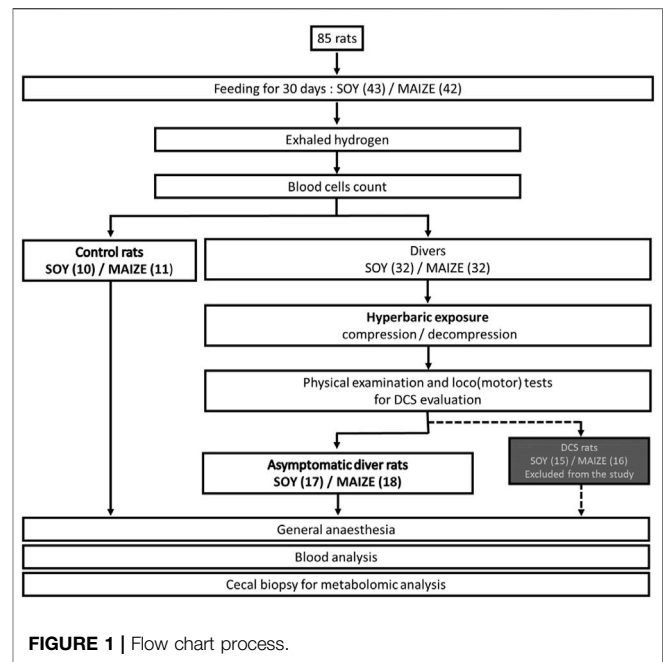 85 rats
Feeding for 30 days : SOY (43) / MAIZE (42)
Exhaled hydrogen
Blood cells count
Control rats
SOY (10) / MAIZE (11)
Divers
SOY (32) / MAIZE (32)
Hyperbaric exposure
compression / decompression
Physical examination and loco(motor) tests
for DCS evaluation
DCS rats
SOY (15) / MAIZE (16)
Excluded from the study
Asymptomatic diver rats
SOY (17) / MAIZE (18)
General anaesthesia
Blood analysis
Cecal biopsy for metabolomic analysis
FIGURE 1 | Flow chart process.